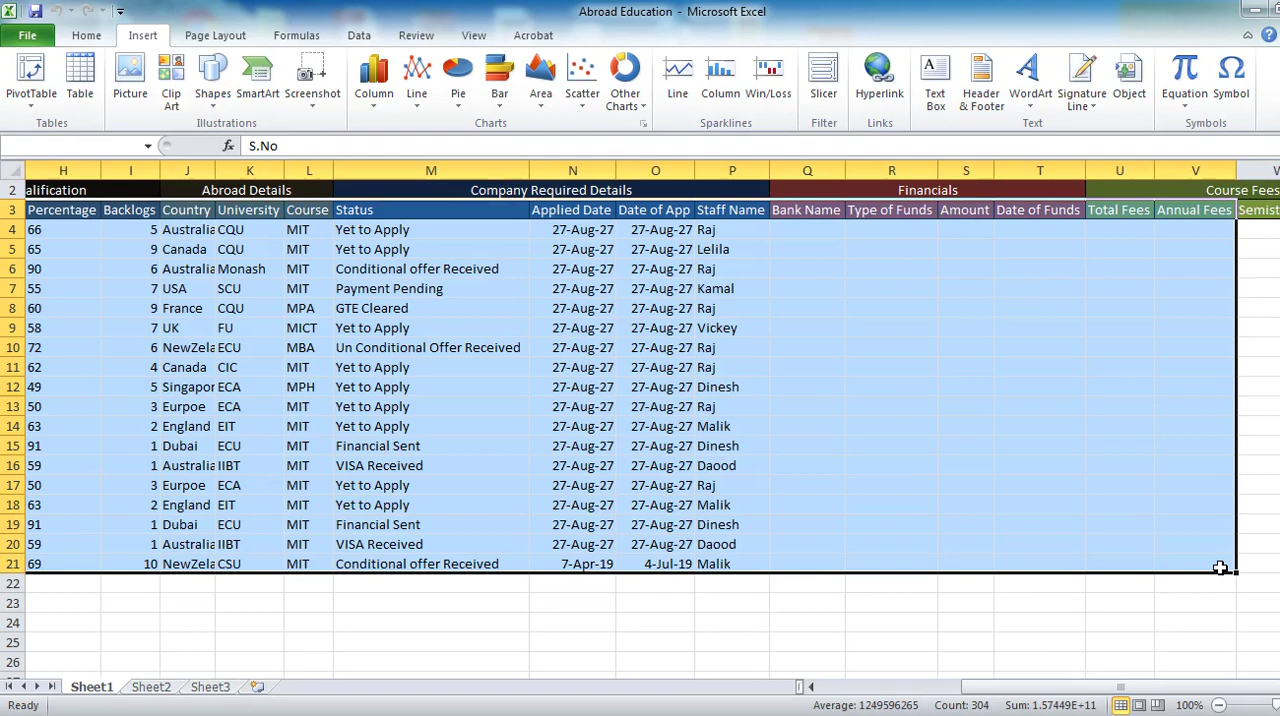 Abroad Education - Microsoft Excel
File Home Insert Page Layout Formulas Data Review View Developer Acrobat
PivotTable Table Picture Clip Art Shapes SmartArt Screenshot Column Line Pie Bar Area Scatter Other Charts Line Column Win/Loss Slicer Hyperlink Text Box Header & Footer WordArt Signature Line Object Equation Symbol
Tables Illustrations Charts Sparklines Filter Links Text Symbols
fx S.No
H I J K L M N O P Q R S T U V
2 alification Abroad Details Company Required Details Financials Course Fees
3 Percentage Backlogs Country University Course Status Applied Date Date of App Staff Name Bank Name Type of Funds Amount Date of Funds Total Fees Annual Fees Semist
4 66 5 Australia CQU MIT Yet to Apply 27-Aug-27 27-Aug-27 Raj
5 65 9 Canada CQU MIT Yet to Apply 27-Aug-27 27-Aug-27 Lelila
6 90 6 Australia Monash MIT Conditional offer Received 27-Aug-27 27-Aug-27 Raj
7 55 7 USA SCU MIT Payment Pending 27-Aug-27 27-Aug-27 Kamal
8 60 9 France CQU MPA GTE Cleared 27-Aug-27 27-Aug-27 Raj
9 58 7 UK FU MICT Yet to Apply 27-Aug-27 27-Aug-27 Vickey
10 72 6 NewZela ECU MBA Un Conditional Offer Received 27-Aug-27 27-Aug-27 Raj
11 62 4 Canada CIC MIT Yet to Apply 27-Aug-27 27-Aug-27 Raj
12 49 5 Singapor ECA MPH Yet to Apply 27-Aug-27 27-Aug-27 Dinesh
13 50 3 Eurpoe ECA MIT Yet to Apply 27-Aug-27 27-Aug-27 Raj
14 63 2 England EIT MIT Yet to Apply 27-Aug-27 27-Aug-27 Malik
15 91 1 Dubai ECU MIT Financial Sent 27-Aug-27 27-Aug-27 Dinesh
16 59 1 Australia IIBT MIT VISA Received 27-Aug-27 27-Aug-27 Daood
17 50 3 Eurpoe ECA MIT Yet to Apply 27-Aug-27 27-Aug-27 Raj
18 63 2 England EIT MIT Yet to Apply 27-Aug-27 27-Aug-27 Malik
19 91 1 Dubai ECU MIT Financial Sent 27-Aug-27 27-Aug-27 Dinesh
20 59 1 Australia IIBT MIT VISA Received 27-Aug-27 27-Aug-27 Daood
21 69 10 NewZela CSU MIT Conditional offer Received 7-Apr-19 4-Jul-19 Malik
22
23
24
25
26
Sheet1 Sheet2 Sheet3
Ready Average: 1249596265 Count: 304 Sum: 1.57449E+11 100%